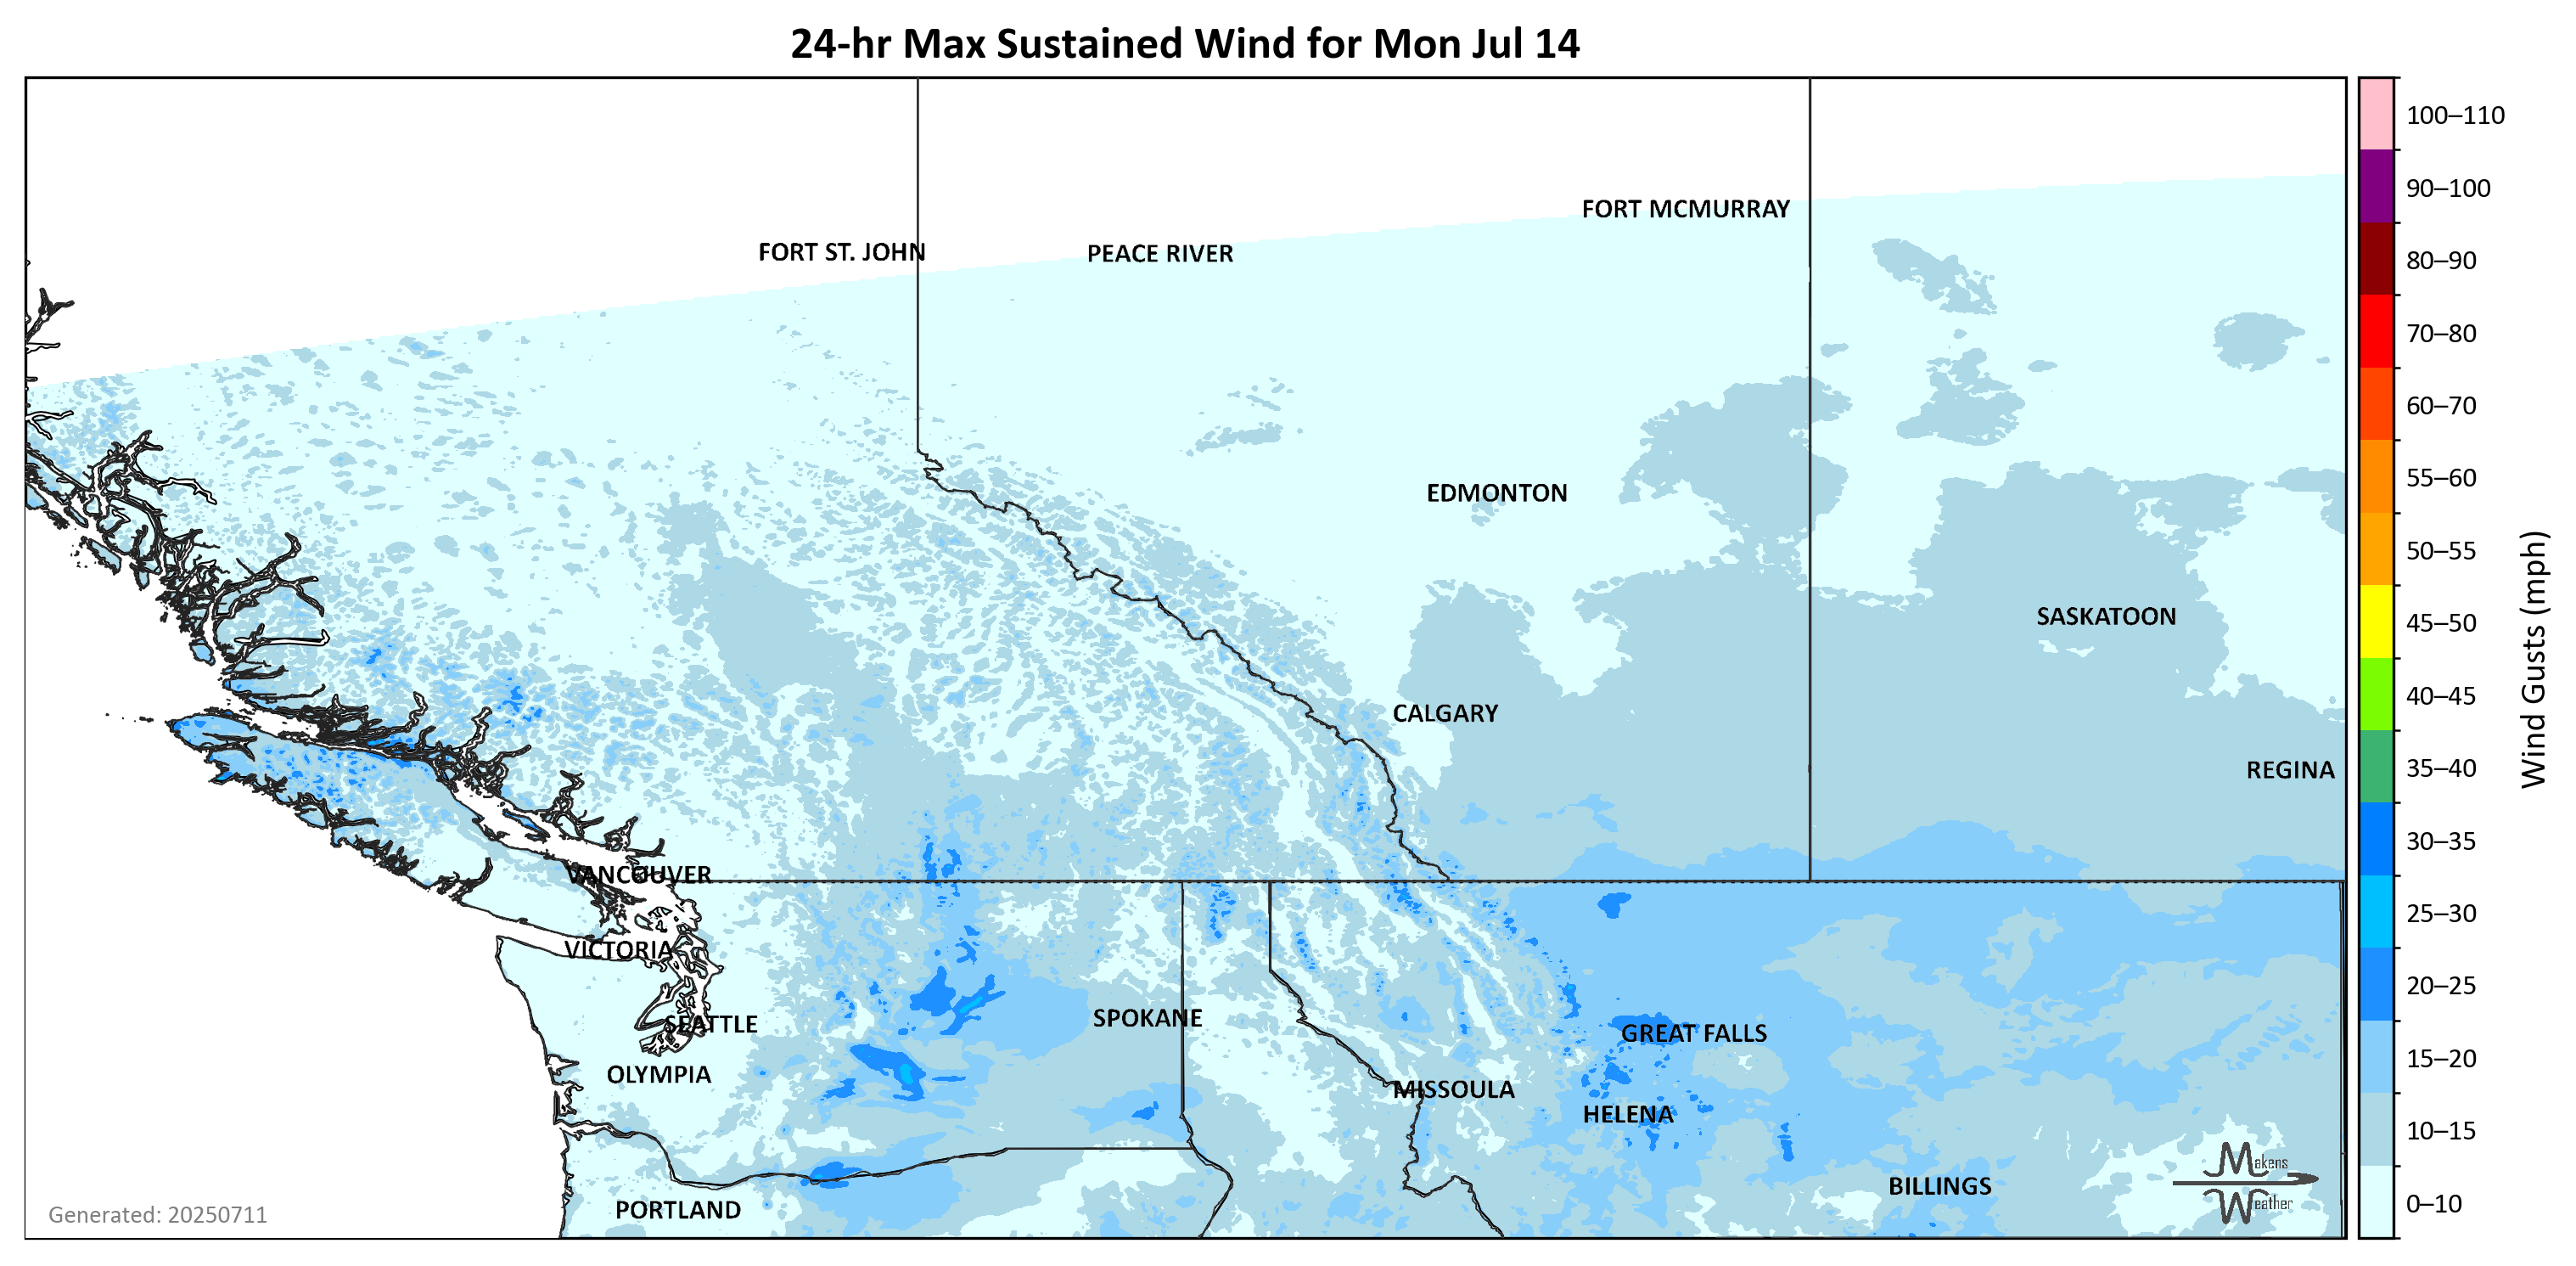 24-hr Max Sustained Wind for Mon Jul 14
100–110
90–100
80–90
70–80
60–70
55–60
50–55
45–50
40–45
35–40
30–35
25–30
20–25
15–20
10–15
0–10
Wind Gusts (mph)
FORT MCMURRAY
FORT ST. JOHN
PEACE RIVER
EDMONTON
SASKATOON
CALGARY
REGINA
VANCOUVER
VICTORIA
SEATTLE
SPOKANE
GREAT FALLS
OLYMPIA
MISSOULA
HELENA
BILLINGS
PORTLAND
Makens
Weather
Generated: 20250711